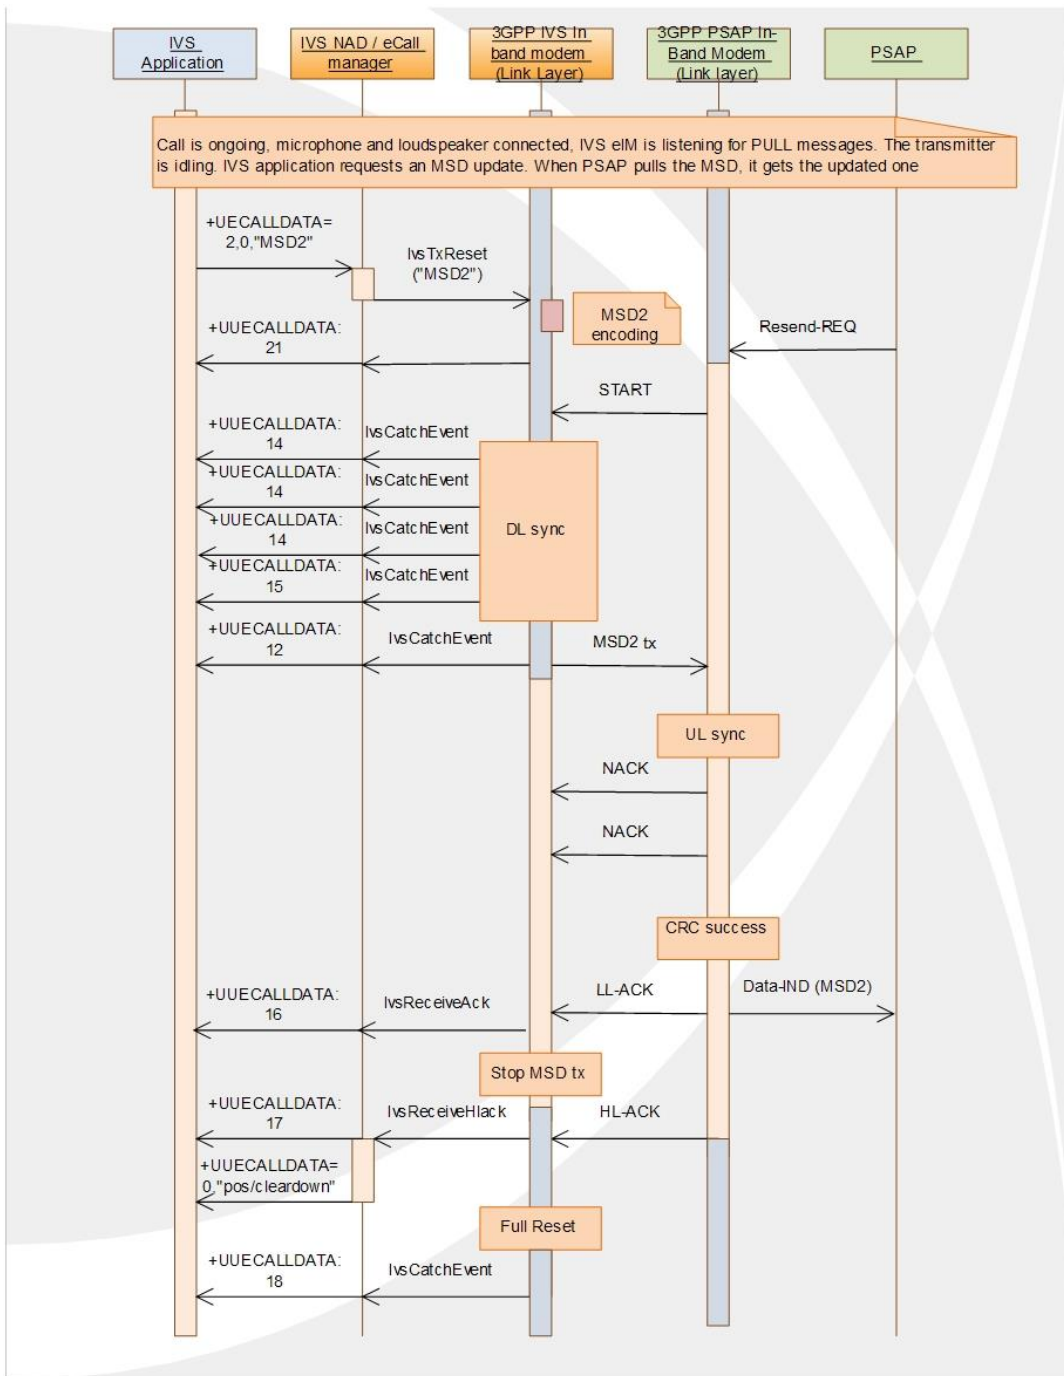 IVS
Application
IVS NAD / eCall
manager
3GPP IVS In
band modem
(Link Layer)
3GPP PSAP In-
Band Modem
(Link layer)
PSAP
Call is ongoing, microphone and loudspeaker connected, IVS eIM is listening for PULL messages. The transmitter
is idling. IVS application requests an MSD update. When PSAP pulls the MSD, it gets the updated one
+UECALLDATA=
2,0,"MSD2"
IvsTxReset
("MSD2")
MSD2
encoding
Resend-REQ
+UUECALLDATA:
21
START
+UUECALLDATA:
14
IvsCatchEvent
+UUECALLDATA:
14
IvsCatchEvent
+UUECALLDATA:
14
IvsCatchEvent
DL sync
+UUECALLDATA:
15
IvsCatchEvent
+UUECALLDATA:
12
IvsCatchEvent
MSD2 tx
UL sync
NACK
NACK
CRC success
LL-ACK
Data-IND (MSD2)
+UUECALLDATA:
16
IvsReceiveAck
Stop MSD tx
+UUECALLDATA:
17
IvsReceiveHlack
HL-ACK
+UUECALLDATA=
0,"pos/cleardown"
Full Reset
+UUECALLDATA:
18
IvsCatchEvent